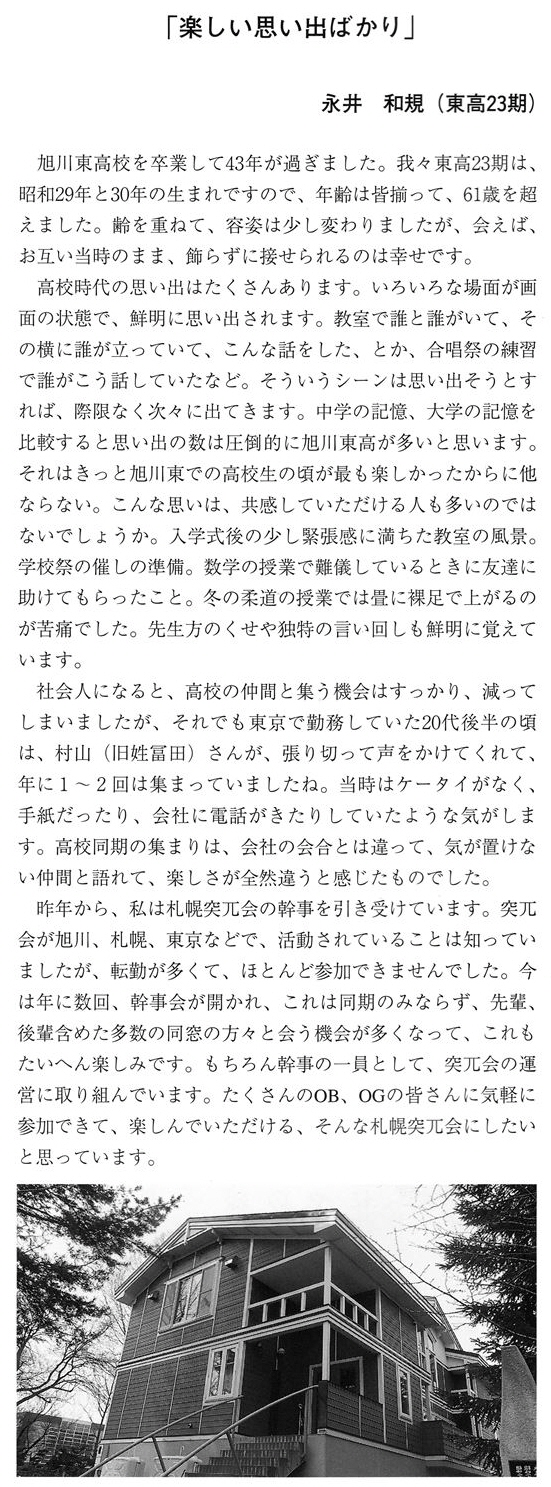 「楽しい思い出ばかり」
永井　和規（東高23期）
　旭川東高校を卒業して43年が過ぎました。我々東高23期は、
昭和29年と30年の生まれですので、年齢は皆揃って、61歳を超
えました。齢を重ねて、容姿は少し変わりましたが、会えば、
お互い当時のまま、飾らずに接せられるのは幸せです。
　高校時代の思い出はたくさんあります。いろいろな場面が画
面の状態で、鮮明に思い出されます。教室で誰と誰がいて、そ
の横に誰が立っていて、こんな話をした、とか、合唱祭の練習
で誰がこう話していたなど。そういうシーンは思い出そうとす
れば、際限なく次々に出てきます。中学の記憶、大学の記憶を
比較すると思い出の数は圧倒的に旭川東高が多いと思います。
それはきっと旭川東での高校生の頃が最も楽しかったからに他
ならない。こんな思いは、共感していただける人も多いのでは
ないでしょうか。入学式後の少し緊張感に満ちた教室の風景。
学校祭の催しの準備。数学の授業で難儀しているときに友達に
助けてもらったこと。冬の柔道の授業では畳に裸足で上がるの
が苦痛でした。先生方のくせや独特の言い回しも鮮明に覚えて
います。
　社会人になると、高校の仲間と集う機会はすっかり、減って
しまいましたが、それでも東京で勤務していた20代後半の頃
は、村山（旧姓冨田）さんが、張り切って声をかけてくれて、
年に１～２回は集まっていましたね。当時はケータイがなく、
手紙だったり、会社に電話がきたりしていたような気がしま
す。高校同期の集まりは、会社の会合とは違って、気が置けな
い仲間と語れて、楽しさが全然違うと感じたものでした。
　昨年から、私は札幌突兀会の幹事を引き受けています。突兀
会が旭川、札幌、東京などで、活動されていることは知ってい
ましたが、転勤が多くて、ほとんど参加できませんでした。今
は年に数回、幹事会が開かれ、これは同期のみならず、先輩、
後輩含めた多数の同窓の方々と会う機会が多くなって、これも
たいへん楽しみです。もちろん幹事の一員として、突兀会の運
営に取り組んでいます。たくさんのOB、OGの皆さんに気軽に
参加できて、楽しんでいただける、そんな札幌突兀会にしたい
と思っています。